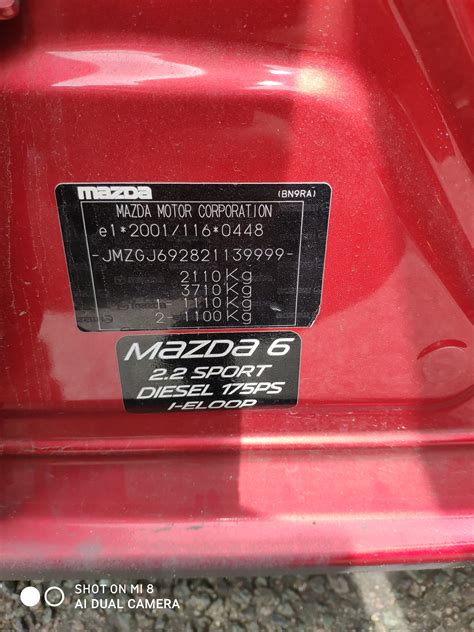 mazda
(BN9RA)
MAZDA MOTOR CORPORATION
e1*2001/116*0448
-JMZGJ692821139999-
2110Kg
3710Kg
1- 1110Kg
2- 1100Kg
MAZDA 6
2.2 SPORT
DIESEL 175PS
I-ELOOP
SHOT ON MI 8
AI DUAL CAMERA